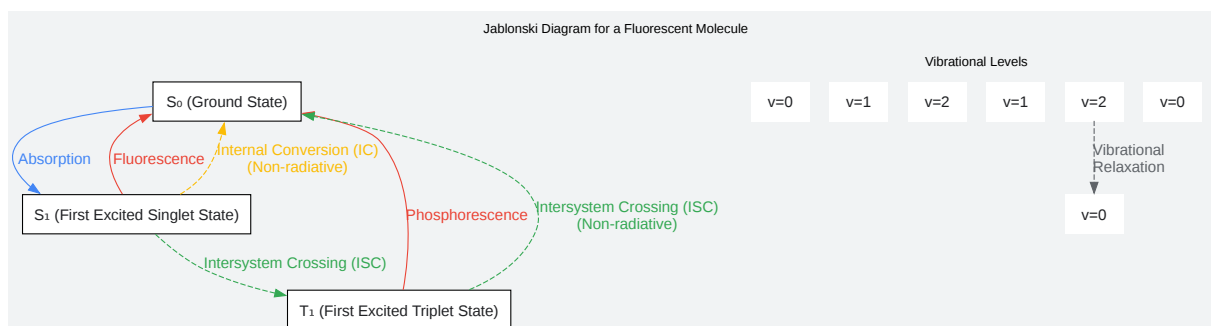 Jablonski Diagram for a Fluorescent Molecule
Vibrational Levels
S₀ (Ground State)
v=0
v=1
v=2
v=1
v=2
v=0
Absorption
Fluorescence
Internal Conversion (IC)
(Non-radiative)
Vibrational
Relaxation
S₁ (First Excited Singlet State)
Phosphorescence
Intersystem Crossing (ISC)
(Non-radiative)
v=0
Intersystem Crossing (ISC)
T₁ (First Excited Triplet State)